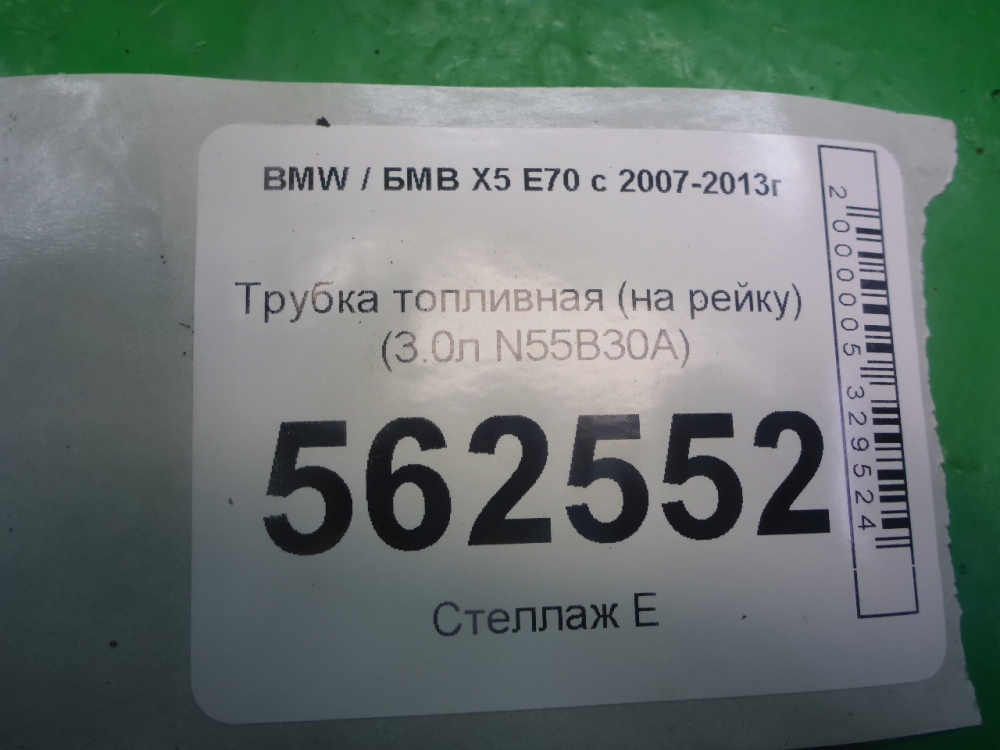 BMW / БМВ X5 E70 с 2007-2013г
Трубка топливная (на рейку)
(3.0л N55B30A)
562552
Стеллаж Е
2000005329524